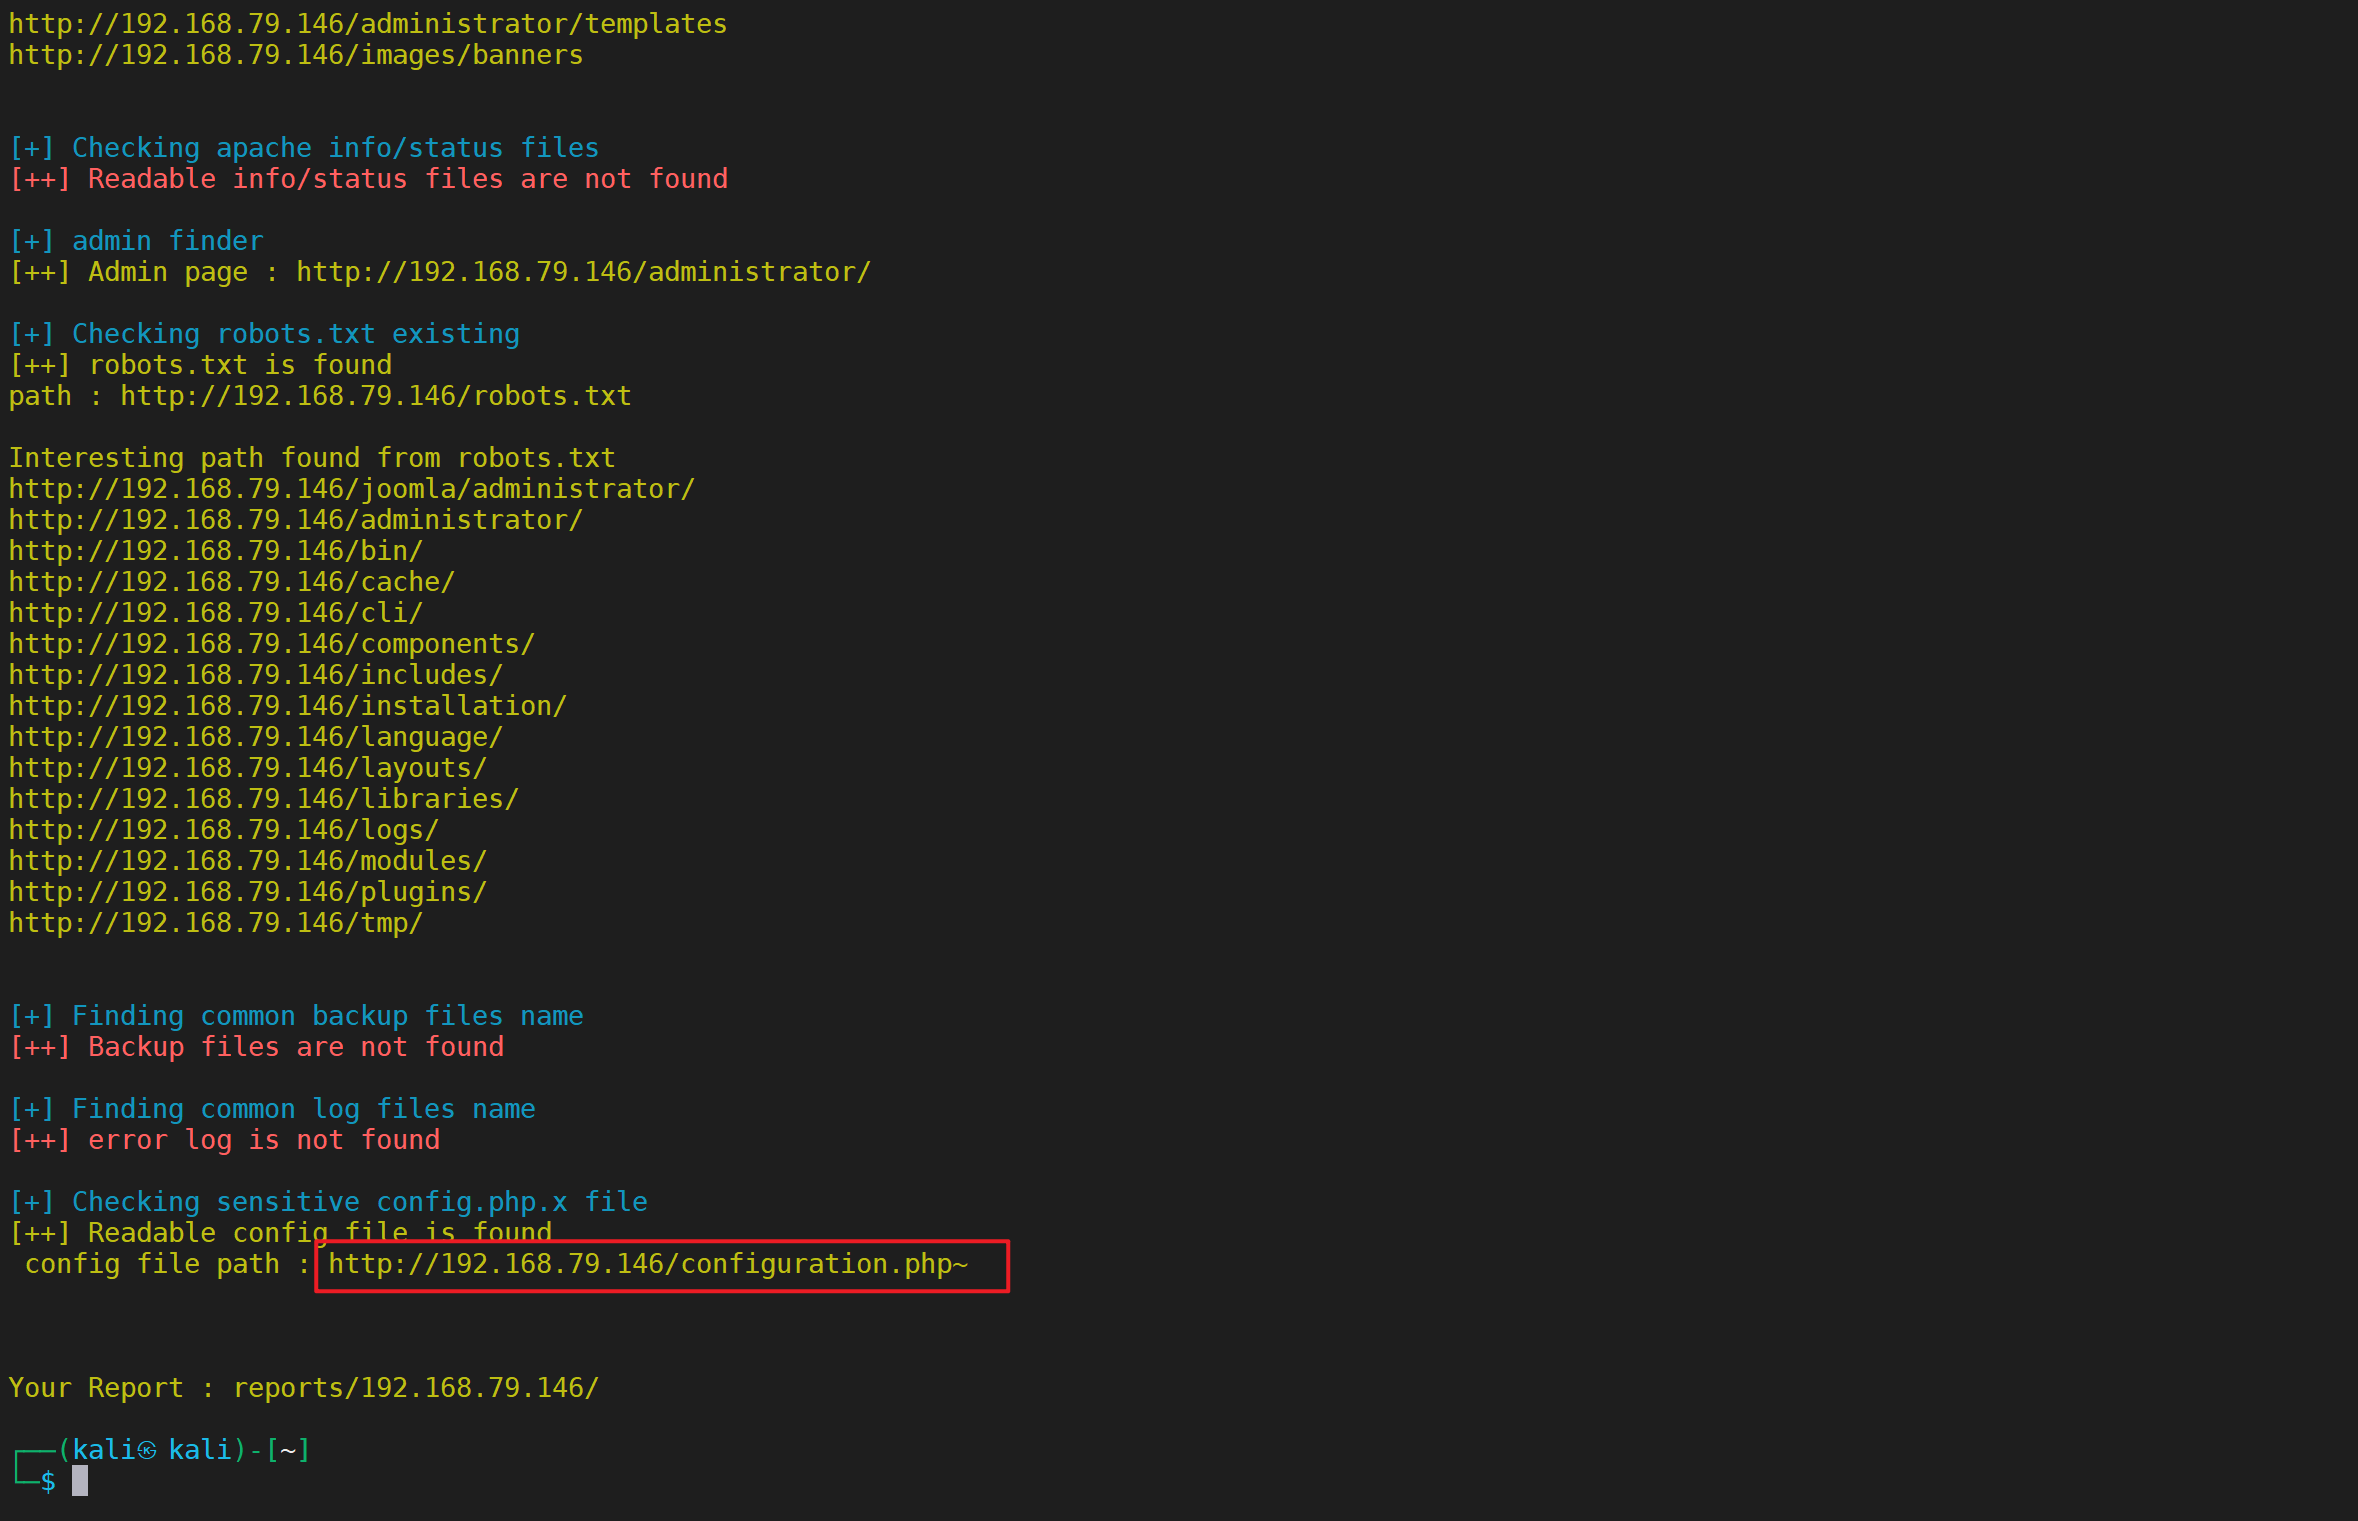 http://192.168.79.146/administrator/templates
http://192.168.79.146/images/banners
[+] Checking apache info/status files
[++] Readable info/status files are not found
[+] admin finder
[++] Admin page : http://192.168.79.146/administrator/
[+] Checking robots.txt existing
[++] robots.txt is found
path : http://192.168.79.146/robots.txt
Interesting path found from robots.txt
http://192.168.79.146/joomla/administrator/
http://192.168.79.146/administrator/
http://192.168.79.146/bin/
http://192.168.79.146/cache/
http://192.168.79.146/cli/
http://192.168.79.146/components/
http://192.168.79.146/includes/
http://192.168.79.146/installation/
http://192.168.79.146/language/
http://192.168.79.146/layouts/
http://192.168.79.146/libraries/
http://192.168.79.146/logs/
http://192.168.79.146/modules/
http://192.168.79.146/plugins/
http://192.168.79.146/tmp/
[+] Finding common backup files name
[++] Backup files are not found
[+] Finding common log files name
[++] error log is not found
[+] Checking sensitive config.php.x file
[++] Readable config file is found
config file path : http://192.168.79.146/configuration.php~
Your Report : reports/192.168.79.146/
┌──(kali㉿kali)-[~]
└─$